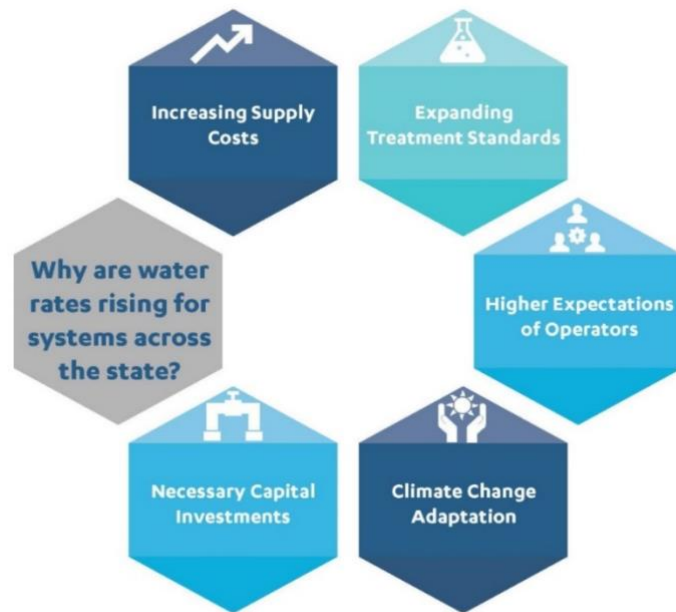 Increasing Supply
Costs
Expanding
Treatment Standards
Why are water
rates rising for
systems across
the state?
Higher Expectations
of Operators
Necessary Capital
Investments
Climate Change
Adaptation